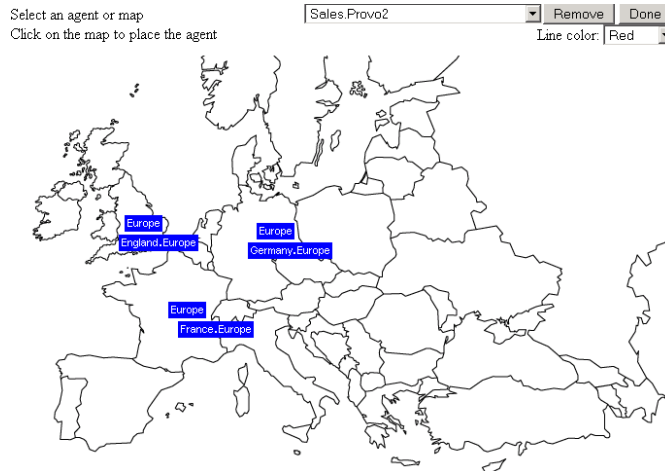 Select an agent or map Sales.Provo2 Remove Done
Click on the map to place the agent Line color: Red
Europe
England.Europe
Europe
Germany.Europe
Europe
France.Europe